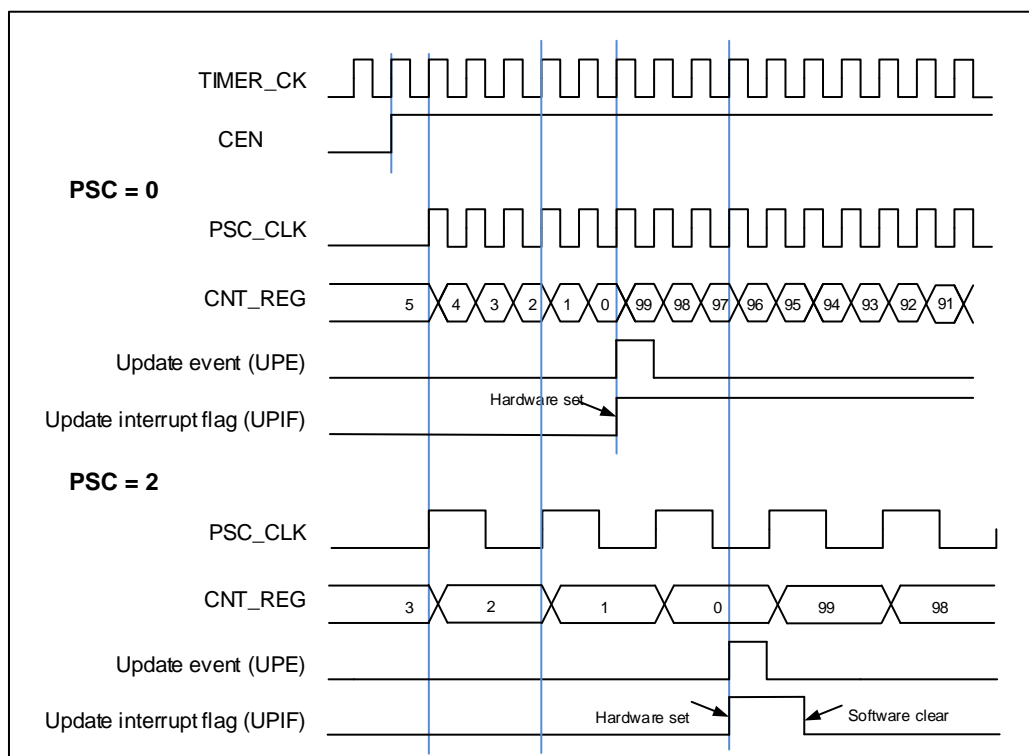 TIMER_CK
CEN
PSC = 0
PSC_CLK
CNT_REG 5 4 3 2 1 0 99 98 97 96 95 94 93 92 91
Update event (UPE)
Hardware set
Update interrupt flag (UPIF)
PSC = 2
PSC_CLK
CNT_REG 3 2 1 0 99 98
Update event (UPE)
Update interrupt flag (UPIF) Hardware set Software clear